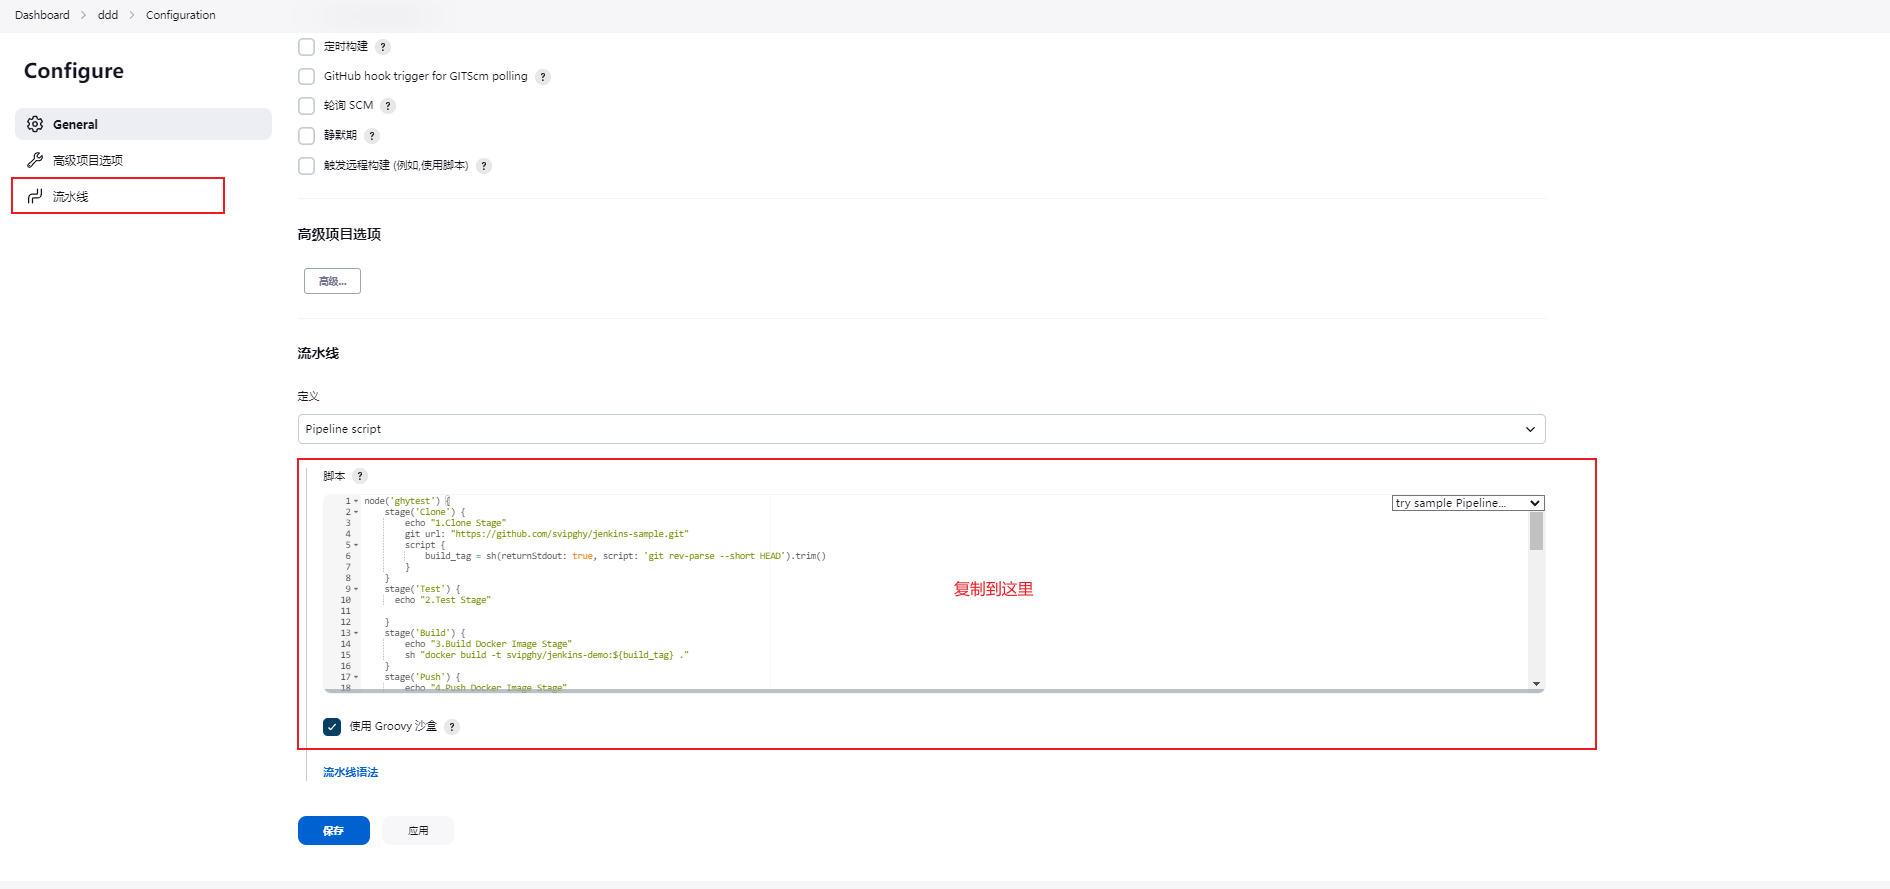 Dashboard > ddd > Configuration
Configure
General
高级项目选项
流水线
定时构建 ?
GitHub hook trigger for GITScm polling ?
轮询 SCM ?
静默期 ?
触发远程构建 (例如,使用脚本) ?
高级项目选项
高级...
流水线
定义
Pipeline script
脚本 ?
try sample Pipeline...
1 node('ghytest') {
2 stage('Clone') {
3 echo "1.Clone Stage"
4 git url: "https://github.com/svipghy/jenkins-sample.git"
5 script {
6 build_tag = sh(returnStdout: true, script: 'git rev-parse --short HEAD').trim()
7 }
8 }
9 stage('Test') {
10 echo "2.Test Stage"
11
12 }
13 stage('Build') {
14 echo "3.Build Docker Image Stage"
15 sh "docker build -t svipghy/jenkins-demo:${build_tag} ."
16 }
17 stage('Push') {
18 echo "4.Push Docker Image Stage"
复制到这里
使用 Groovy 沙盒 ?
流水线语法
保存
应用